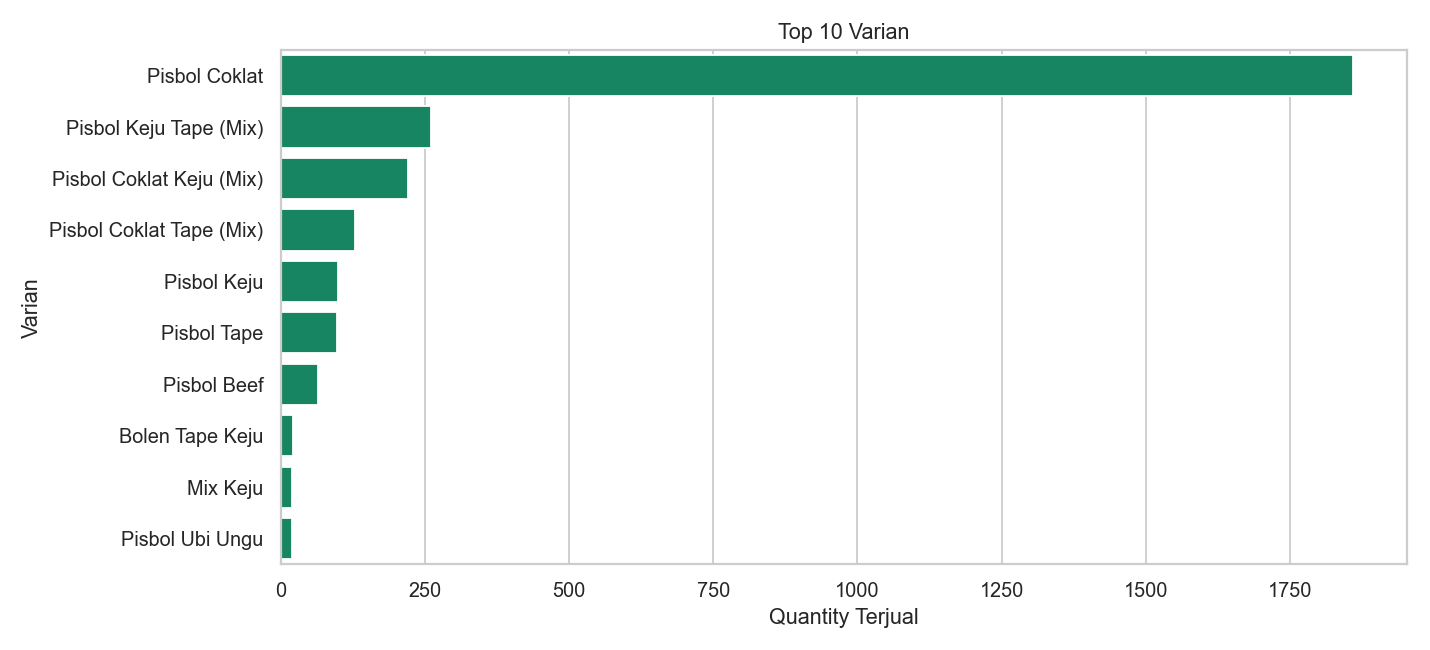 Top 10 Varian
Varian
Pisbol Coklat
Pisbol Keju Tape (Mix)
Pisbol Coklat Keju (Mix)
Pisbol Coklat Tape (Mix)
Pisbol Keju
Pisbol Tape
Pisbol Beef
Bolen Tape Keju
Mix Keju
Pisbol Ubi Ungu
0 250 500 750 1000 1250 1500 1750
Quantity Terjual